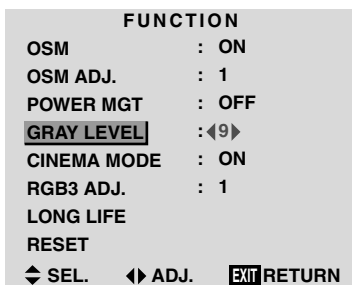 FUNCTION
OSM : ON
OSM ADJ. : 1
POWER MGT : OFF
GRAY LEVEL : 9
CINEMA MODE : ON
RGB3 ADJ. : 1
LONG LIFE
RESET
SEL. ADJ. EXIT RETURN